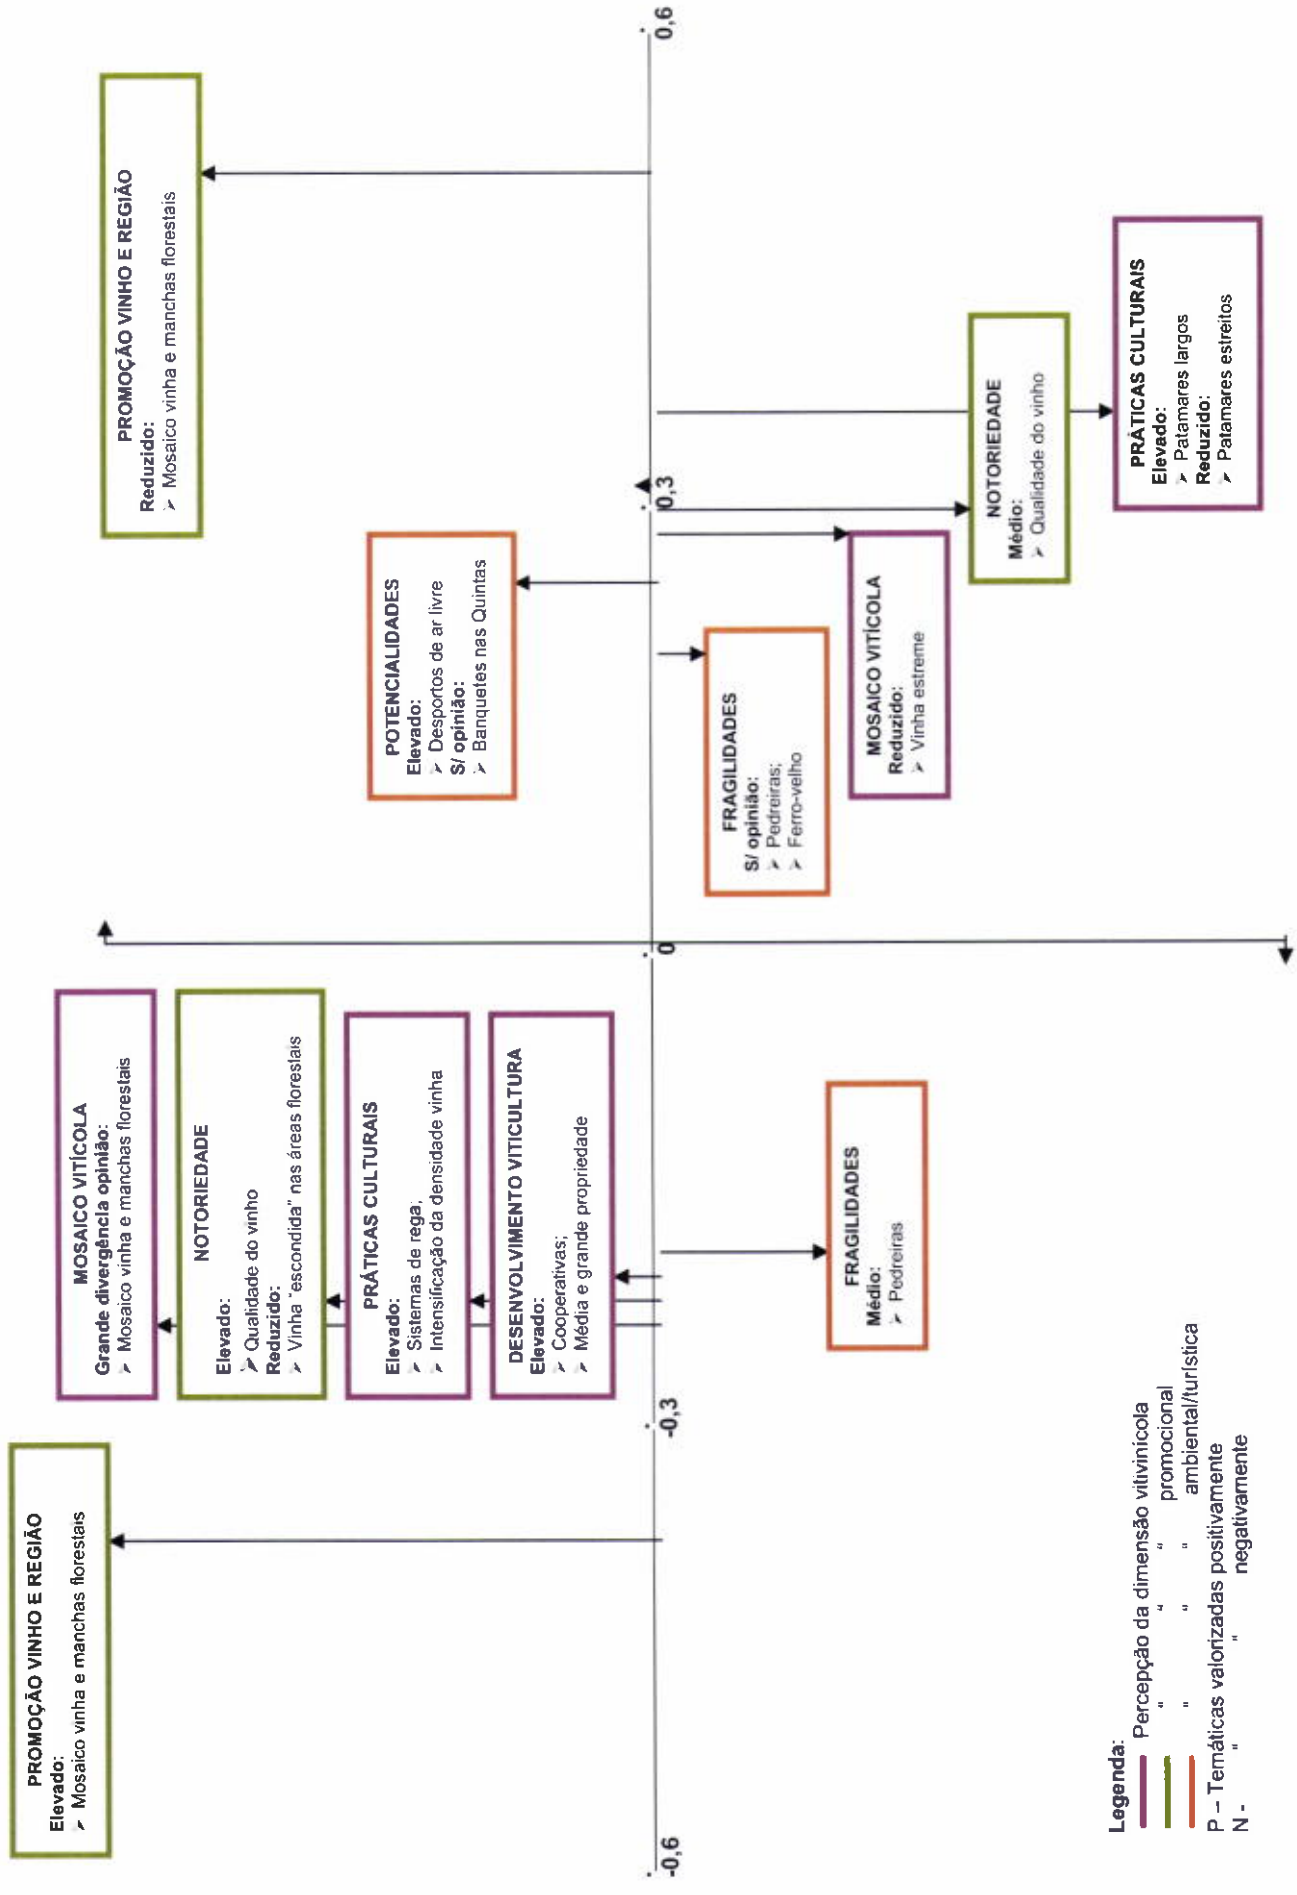 PROMOÇÃO VINHO E REGIÃO
Elevado:
➢ Mosaico vinha e manchas florestais
MOSAICO VITÍCOLA
Grande divergência opinião:
➢ Mosaico vinha e manchas florestais
NOTORIEDADE
Elevado:
➢ Qualidade do vinho
Reduzido:
➢ Vinha "escondida" nas áreas florestais
PRÁTICAS CULTURAIS
Elevado:
➢ Sistemas de rega;
➢ Intensificação da densidade vinha
DESENVOLVIMENTO VITICULTURA
Elevado:
➢ Cooperativas;
➢ Média e grande propriedade
PROMOÇÃO VINHO E REGIÃO
Reduzido:
➢ Mosaico vinha e manchas florestais
POTENCIALIDADES
Elevado:
➢ Desportos de ar livre
S/ opinião:
➢ Banquetes nas Quintas
-0,6
-0,3
0
0,3
0,6
FRAGILIDADES
Médio:
➢ Pedreiras
FRAGILIDADES
S/ opinião:
➢ Pedreiras;
➢ Ferro-velho
MOSAICO VITÍCOLA
Reduzido:
➢ Vinha estreme
NOTORIEDADE
Médio:
➢ Qualidade do vinho
PRÁTICAS CULTURAIS
Elevado:
➢ Patamares largos
Reduzido:
➢ Patamares estreitos
Legenda:
Percepção da dimensão vitivinícola
" " " promocional
" " " ambiental/turística
P – Temáticas valorizadas positivamente
N - " " negativamente